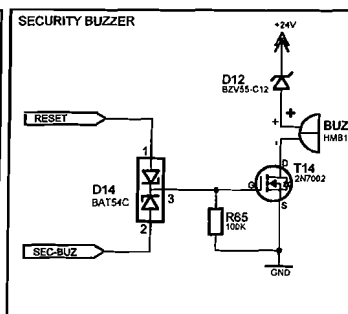 SECURITY BUZZER
+24V
D12
BZV55-C12
+
+
BUZ
HMB1
-
RESET
1
D14
BAT54C
3
2
SEC-BUZ
R65
100K
G
D
S
T14
2N7002
GND